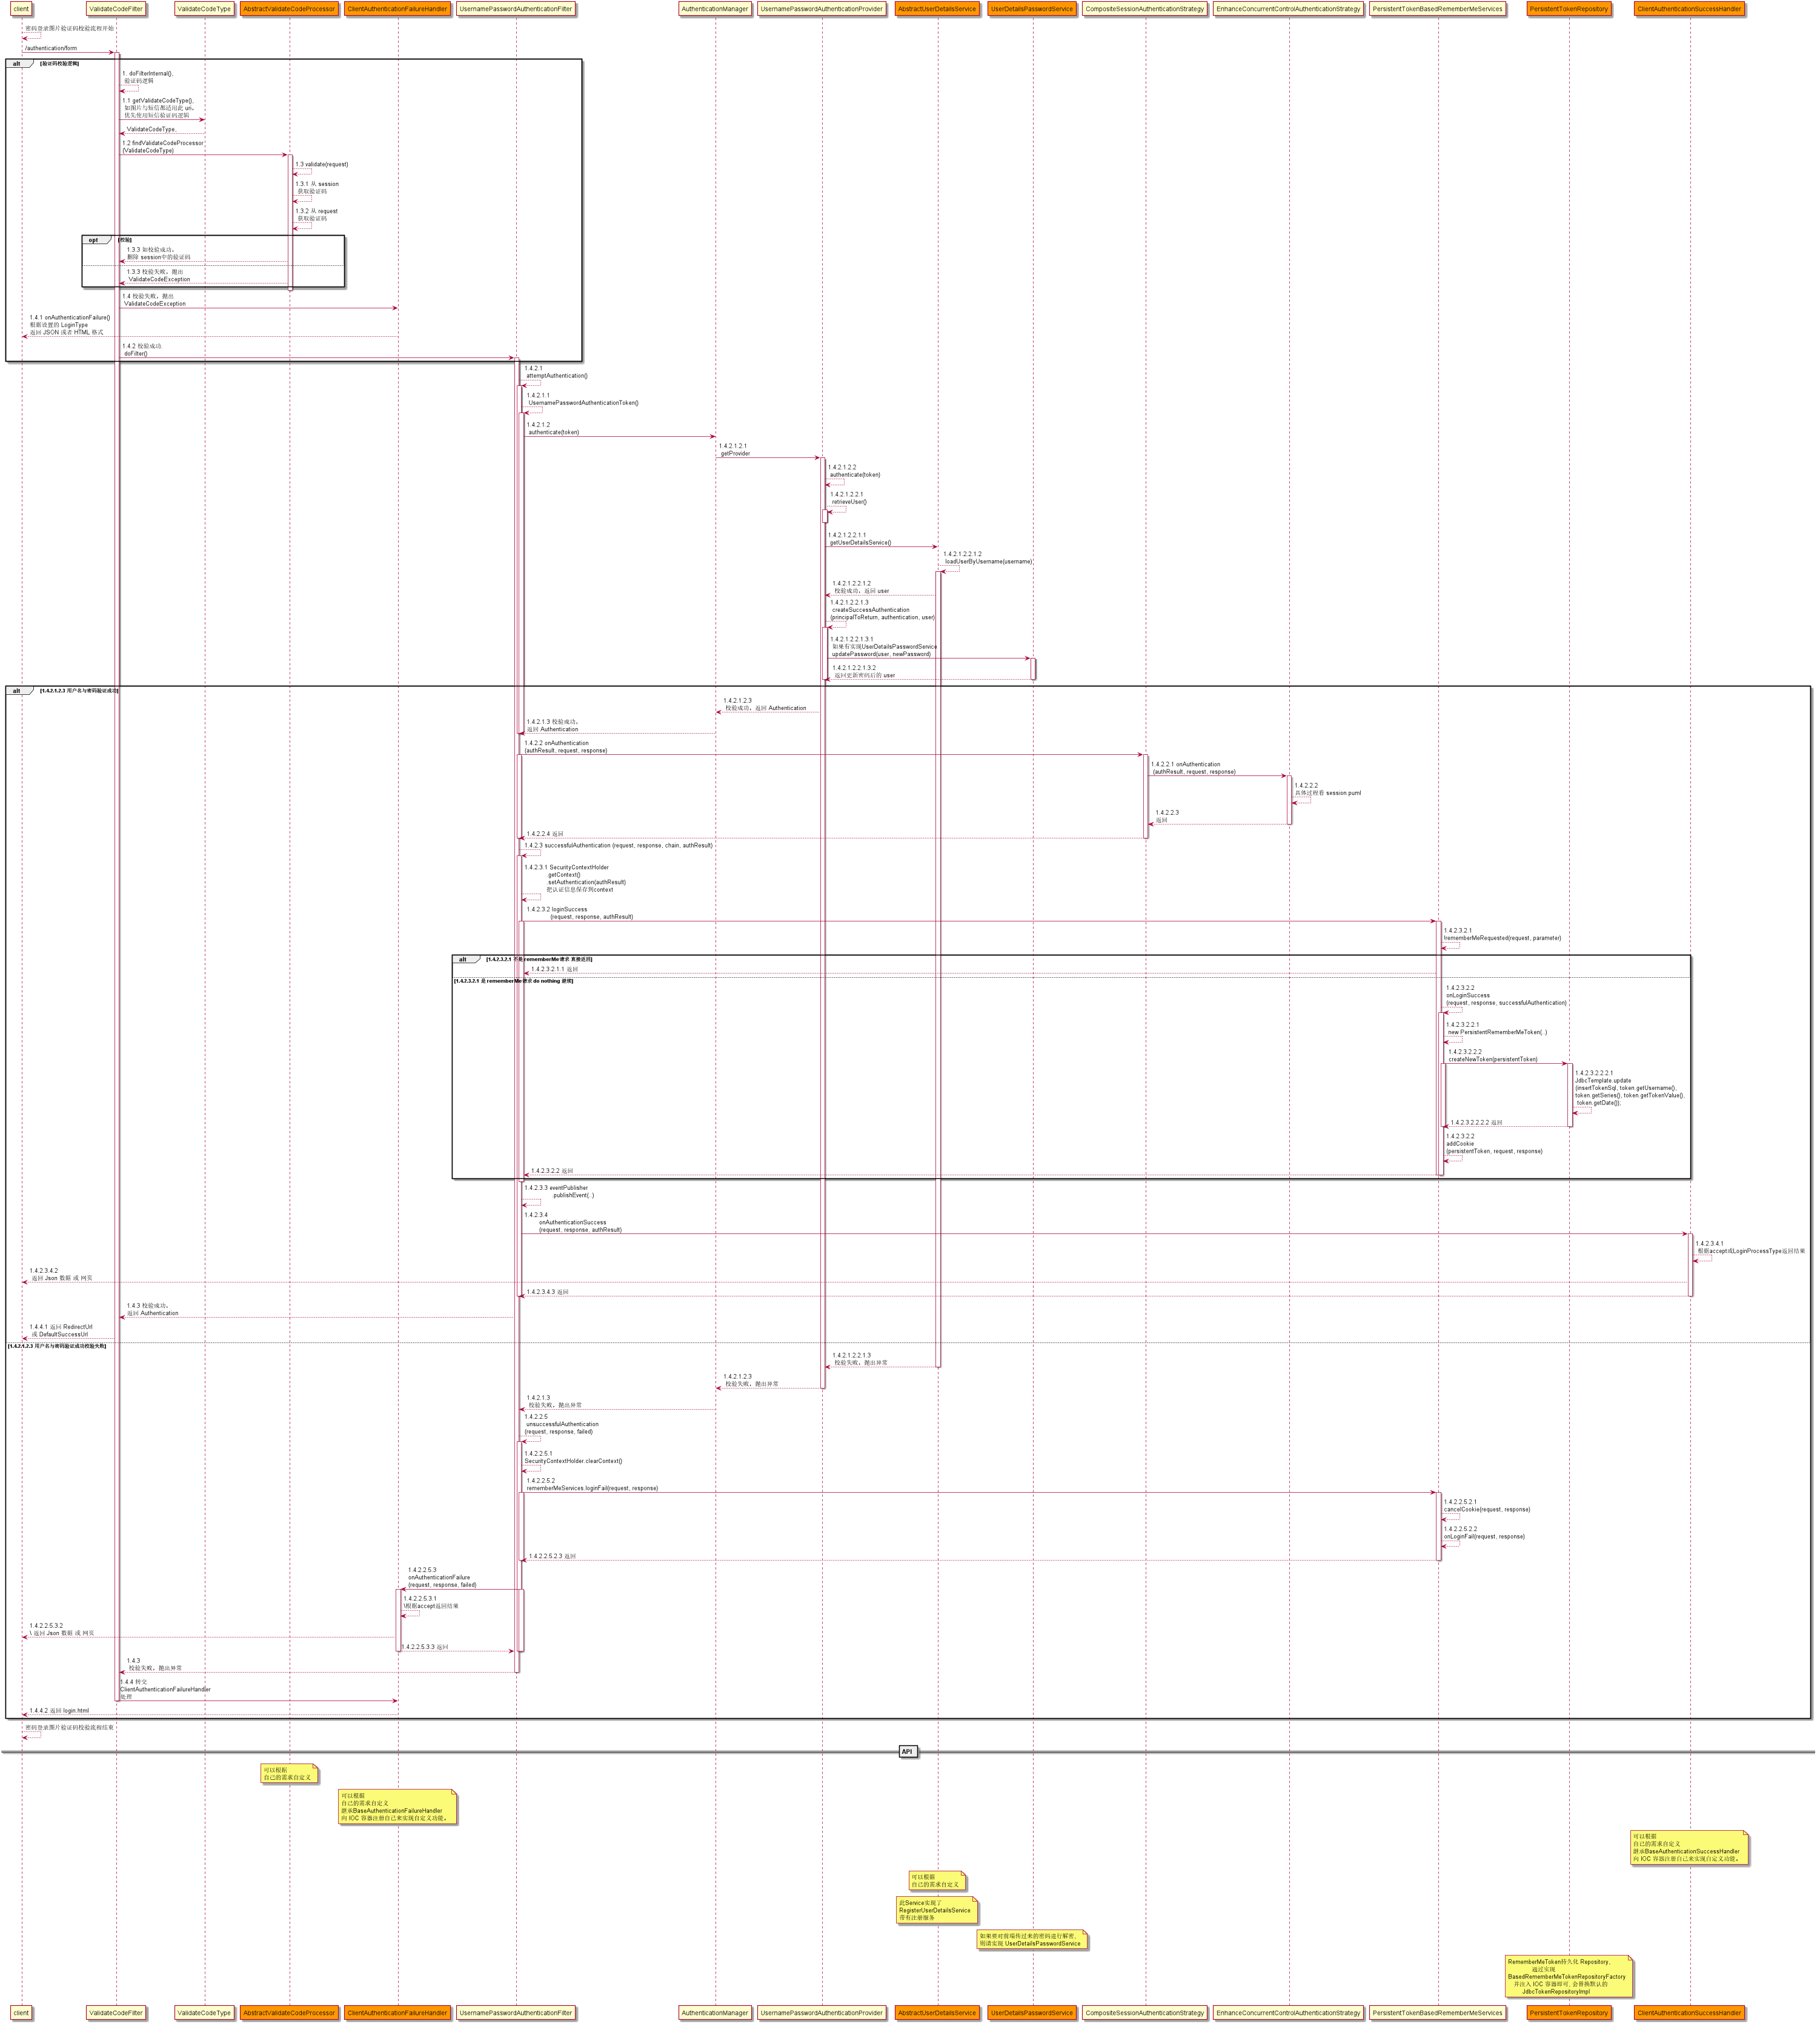 client
ValidateCodeFilter
ValidateCodeType
AbstractValidateCodeProcessor
ClientAuthenticationFailureHandler
UsernamePasswordAuthenticationFilter
AuthenticationManager
UsernamePasswordAuthenticationProvider
AbstractUserDetailsService
UserDetailsPasswordService
CompositeSessionAuthenticationStrategy
EnhanceConcurrentControlAuthenticationStrategy
PersistentTokenBasedRememberMeServices
PersistentTokenRepository
ClientAuthenticationSuccessHandler
密码登录图片验证码校验流程开始
/authentication/form
alt [验证码校验逻辑]
1. doFilterInternal(),
验证码逻辑
1.1 getValidateCodeType(),
如图片与短信都适用此 uri,
优先使用短信验证码逻辑
ValidateCodeType,
1.2 findValidateCodeProcessor
(ValidateCodeType)
1.3 validate(request)
1.3.1 从 session
获取验证码
1.3.2 从 request
获取验证码
opt [校验]
1.3.3 如校验成功,
删除 session中的验证码
1.3.3 校验失败, 抛出
ValidateCodeException
1.4 校验失败, 抛出
ValidateCodeException
1.4.1 onAuthenticationFailure()
根据设置的 LoginType
返回 JSON 或者 HTML 格式
1.4.2 校验成功
doFilter()
1.4.2.1
attemptAuthentication()
1.4.2.1.1
UsernamePasswordAuthenticationToken()
1.4.2.1.2
authenticate(token)
1.4.2.1.2.1
getProvider
1.4.2.1.2.2
authenticate(token)
1.4.2.1.2.2.1
retrieveUser()
1.4.2.1.2.2.1.1
getUserDetailsService()
1.4.2.1.2.2.1.2
loadUserByUsername(username)
1.4.2.1.2.2.1.2
校验成功, 返回 user
1.4.2.1.2.2.1.3
createSuccessAuthentication
(principalToReturn, authentication, user)
1.4.2.1.2.2.1.3.1
如果有实现UserDetailsPasswordService
updatePassword(user, newPassword)
1.4.2.1.2.2.1.3.2
返回更新密码后的 user
alt [1.4.2.1.2.3 用户名与密码验证成功]
1.4.2.1.2.3
校验成功, 返回 Authentication
1.4.2.1.3 校验成功,
返回 Authentication
1.4.2.2 onAuthentication
(authResult, request, response)
1.4.2.2.1 onAuthentication
(authResult, request, response)
1.4.2.2.2
具体过程看 session.puml
1.4.2.2.3
返回
1.4.2.2.4 返回
1.4.2.3 successfulAuthentication (request, response, chain, authResult)
1.4.2.3.1 SecurityContextHolder
.getContext()
.setAuthentication(authResult)
把认证信息保存到context
1.4.2.3.2 loginSuccess
(request, response, authResult)
1.4.2.3.2.1
!rememberMeRequested(request, parameter)
alt [1.4.2.3.2.1 不是 rememberMe请求 直接返回]
1.4.2.3.2.1.1 返回
[1.4.2.3.2.1 是 rememberMe请求 do nothing 继续]
1.4.2.3.2.2
onLoginSuccess
(request, response, successfulAuthentication)
1.4.2.3.2.2.1
new PersistentRememberMeToken(..)
1.4.2.3.2.2.2
createNewToken(persistentToken)
1.4.2.3.2.2.2.1
JdbcTemplate.update
(insertTokenSql, token.getUsername(),
token.getSeries(), token.getTokenValue(),
token.getDate());
1.4.2.3.2.2.2.2 返回
1.4.2.3.2.2
addCookie
(persistentToken, request, response)
1.4.2.3.2.2 返回
1.4.2.3.3 eventPublisher
.publishEvent(..)
1.4.2.3.4
onAuthenticationSuccess
(request, response, authResult)
1.4.2.3.4.1
根据accept或LoginProcessType返回结果
1.4.2.3.4.2
返回 Json 数据 或 网页
1.4.2.3.4.3 返回
1.4.3 校验成功,
返回 Authentication
1.4.4.1 返回 RedirectUrl
或 DefaultSuccessUrl
[1.4.2.1.2.3 用户名与密码验证成功校验失败]
1.4.2.1.2.2.1.3
校验失败, 抛出异常
1.4.2.1.2.3
校验失败, 抛出异常
1.4.2.1.3
校验失败, 抛出异常
1.4.2.2.5
unsuccessfulAuthentication
(request, response, failed)
1.4.2.2.5.1
SecurityContextHolder.clearContext()
1.4.2.2.5.2
rememberMeServices.loginFail(request, response)
1.4.2.2.5.2.1
cancelCookie(request, response)
1.4.2.2.5.2.2
onLoginFail(request, response)
1.4.2.2.5.2.3 返回
1.4.2.2.5.3
onAuthenticationFailure
(request, response, failed)
1.4.2.2.5.3.1
\根据accept返回结果
1.4.2.2.5.3.2
\ 返回 Json 数据 或 网页
1.4.2.2.5.3.3 返回
1.4.3
校验失败, 抛出异常
1.4.4 转交
ClientAuthenticationFailureHandler
处理
1.4.4.2 返回 login.html
密码登录图片验证码校验流程结束
API
可以根据
自己的需求自定义
可以根据
自己的需求自定义
继承BaseAuthenticationFailureHandler
向 IOC 容器注册自己来实现自定义功能。
可以根据
自己的需求自定义
继承BaseAuthenticationSuccessHandler
向 IOC 容器注册自己来实现自定义功能。
可以根据
自己的需求自定义
此Service实现了
RegisterUserDetailsService
带有注册服务
如果要对前端传过来的密码进行解密,
则请实现 UserDetailsPasswordService
RememberMeToken持久化 Repository,
通过实现
BasedRememberMeTokenRepositoryFactory
并注入 IOC 容器即可, 会替换默认的
JdbcTokenRepositoryImpl
client
ValidateCodeFilter
ValidateCodeType
AbstractValidateCodeProcessor
ClientAuthenticationFailureHandler
UsernamePasswordAuthenticationFilter
AuthenticationManager
UsernamePasswordAuthenticationProvider
AbstractUserDetailsService
UserDetailsPasswordService
CompositeSessionAuthenticationStrategy
EnhanceConcurrentControlAuthenticationStrategy
PersistentTokenBasedRememberMeServices
PersistentTokenRepository
ClientAuthenticationSuccessHandler